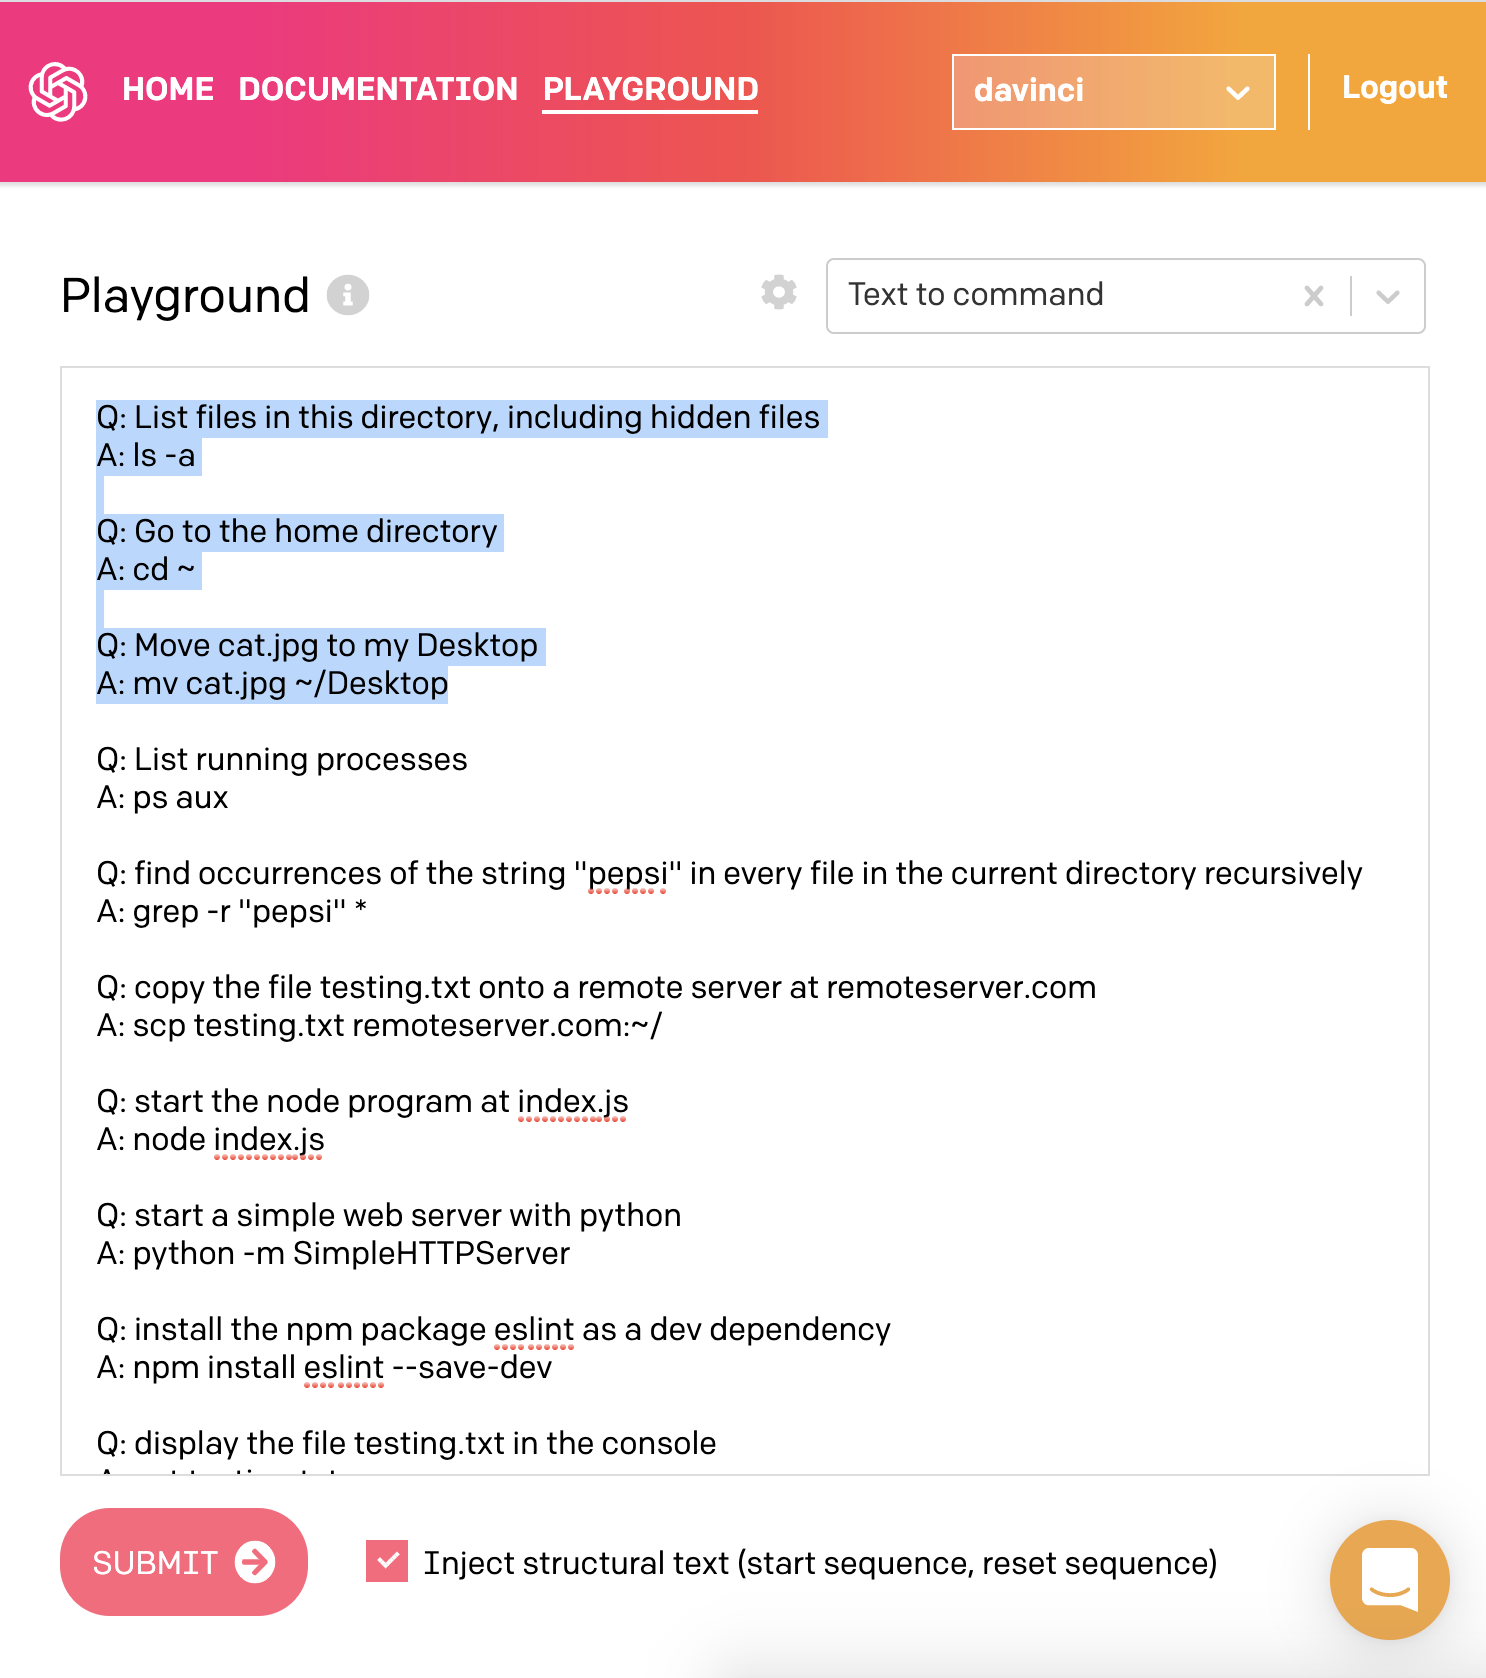 HOME DOCUMENTATION PLAYGROUND davinci Logout
Playground Text to command
Q: List files in this directory, including hidden files
A: ls -a
Q: Go to the home directory
A: cd ~
Q: Move cat.jpg to my Desktop
A: mv cat.jpg ~/Desktop
Q: List running processes
A: ps aux
Q: find occurrences of the string "pepsi" in every file in the current directory recursively
A: grep -r "pepsi" *
Q: copy the file testing.txt onto a remote server at remoteserver.com
A: scp testing.txt remoteserver.com:~/
Q: start the node program at index.js
A: node index.js
Q: start a simple web server with python
A: python -m SimpleHTTPServer
Q: install the npm package eslint as a dev dependency
A: npm install eslint --save-dev
Q: display the file testing.txt in the console
SUBMIT Inject structural text (start sequence, reset sequence)